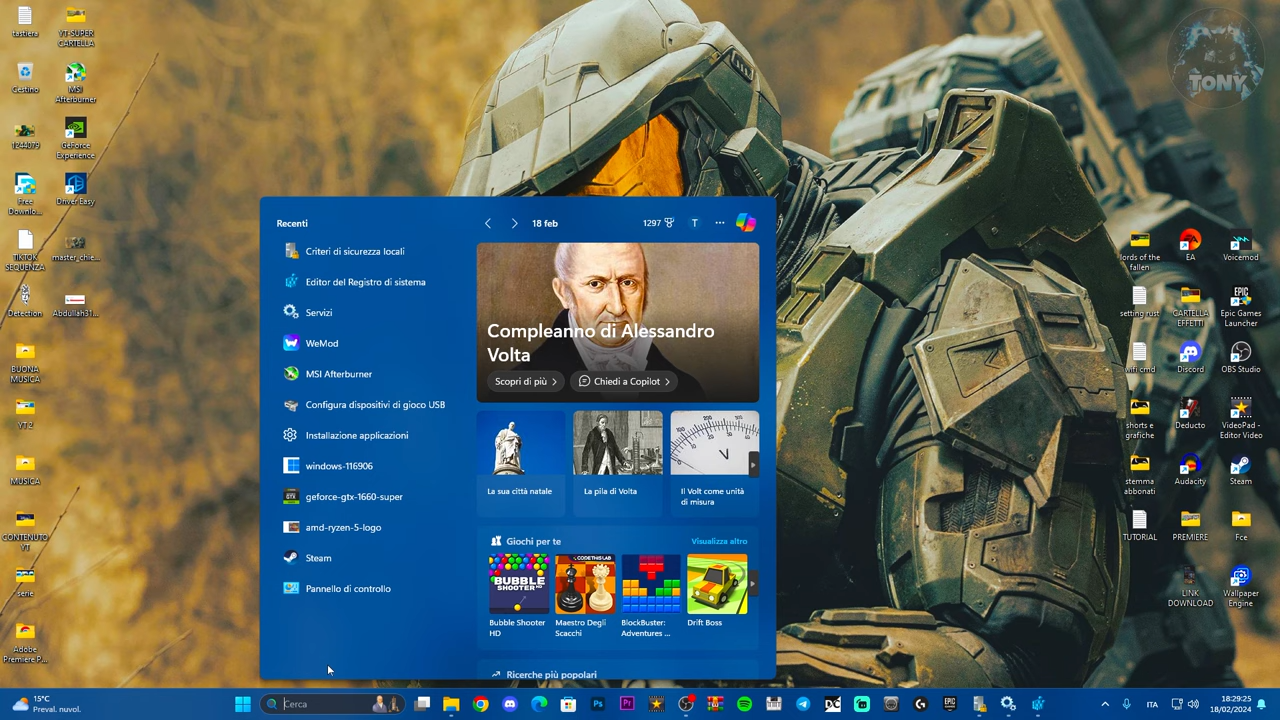 tastiera
YT-SUPER
CARTELLA
Cestino
MSI
Afterburner
1244079
GeForce
Experience
Free
Downlo...
Driver Easy
TIKTOK
SEQUENZA
master_chie...
Detection
Abdullah31...
BUONA
MUSICA
YT 2
MUSICA
CONTENUTO
YT
serie
Adobe
Premiere P...
TONY
Recenti
Criteri di sicurezza locali
Editor del Registro di sistema
Servizi
WeMod
MSI Afterburner
Configura dispositivi di gioco USB
Installazione applicazioni
windows-116906
geforce-gtx-1660-super
amd-ryzen-5-logo
Steam
Pannello di controllo
18 feb
1297
T
Compleanno di Alessandro
Volta
Scopri di più
Chiedi a Copilot
La sua città natale
La pila di Volta
Il Volt come unità
di misura
Giochi per te
Visualizza altro
BUBBLE
SHOOTER
CODETHISLAB
Bubble Shooter
HD
Maestro Degli
Scacchi
BlockBuster:
Adventures ...
Drift Boss
Ricerche più popolari
lords of the
fallen
EA
Voicemod
setting rust
CARTELLA
EFFETTI
Epic Games
Launcher
wifi cmd
Discord
OBS Studio
shorts e
grafiche
Deducto
VideoPad -
Editor Video
stemma
abbonati
Audacity
Steam
TUTORIAL
PREMIERE
Fce
LINK
DOWNLOAD
Wallpaper
Engine
15°C
Preval. nuvol.
Cerca
ITA
18:29:25
18/02/2024